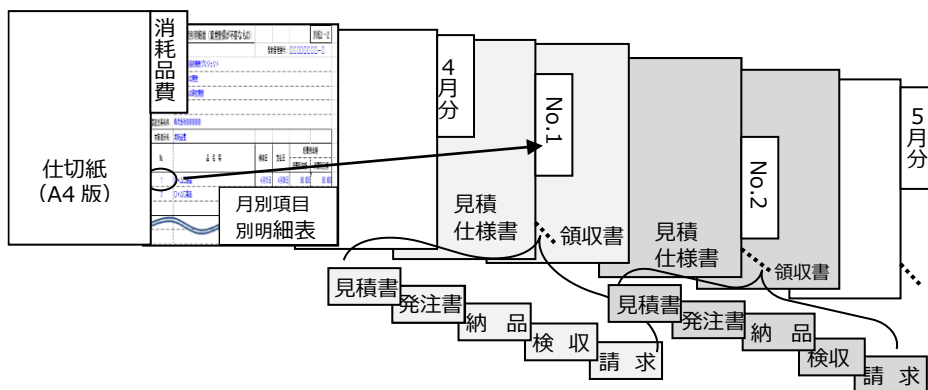 消耗品費
仕切紙
(A4 版)
月別項目
別明細表
4月分
No.1
見積
仕様書
領収書
見積書
発注書
納 品
検 収
請 求
No.2
見積
仕様書
領収書
見積書
発注書
納 品
検収
請 求
5月分